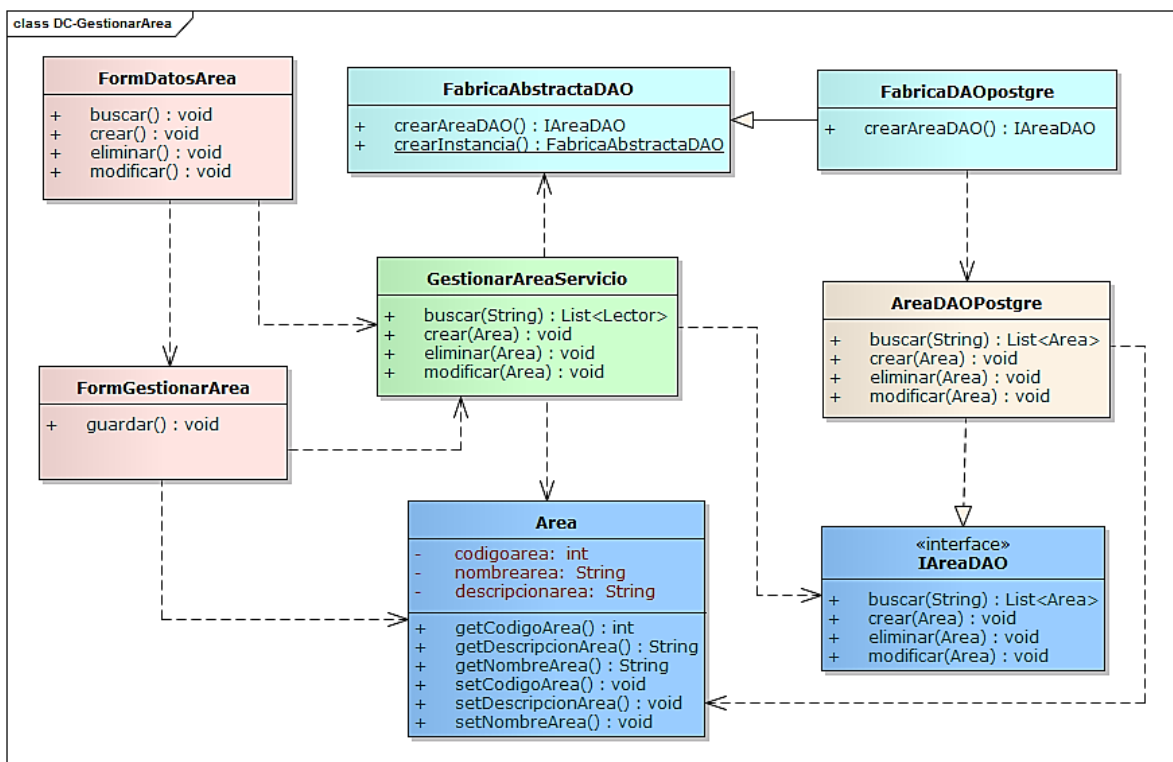 class DC-GestionarArea
FormDatosArea
+ buscar() : void
+ crear() : void
+ eliminar() : void
+ modificar() : void
FabricaAbstractaDAO
+ crearAreaDAO() : IAreaDAO
+ crearInstancia() : FabricaAbstractaDAO
FabricaDAOpostgre
+ crearAreaDAO() : IAreaDAO
GestionarAreaServicio
+ buscar(String) : List<Lector>
+ crear(Area) : void
+ eliminar(Area) : void
+ modificar(Area) : void
AreaDAOPostgre
+ buscar(String) : List<Area>
+ crear(Area) : void
+ eliminar(Area) : void
+ modificar(Area) : void
FormGestionarArea
+ guardar() : void
Area
- codigoarea: int
- nombrearea: String
- descripcionarea: String
+ getCodigoArea() : int
+ getDescripcionArea() : String
+ getNombreArea() : String
+ setCodigoArea() : void
+ setDescripcionArea() : void
+ setNombreArea() : void
«interface»
IAreaDAO
+ buscar(String) : List<Area>
+ crear(Area) : void
+ eliminar(Area) : void
+ modificar(Area) : void